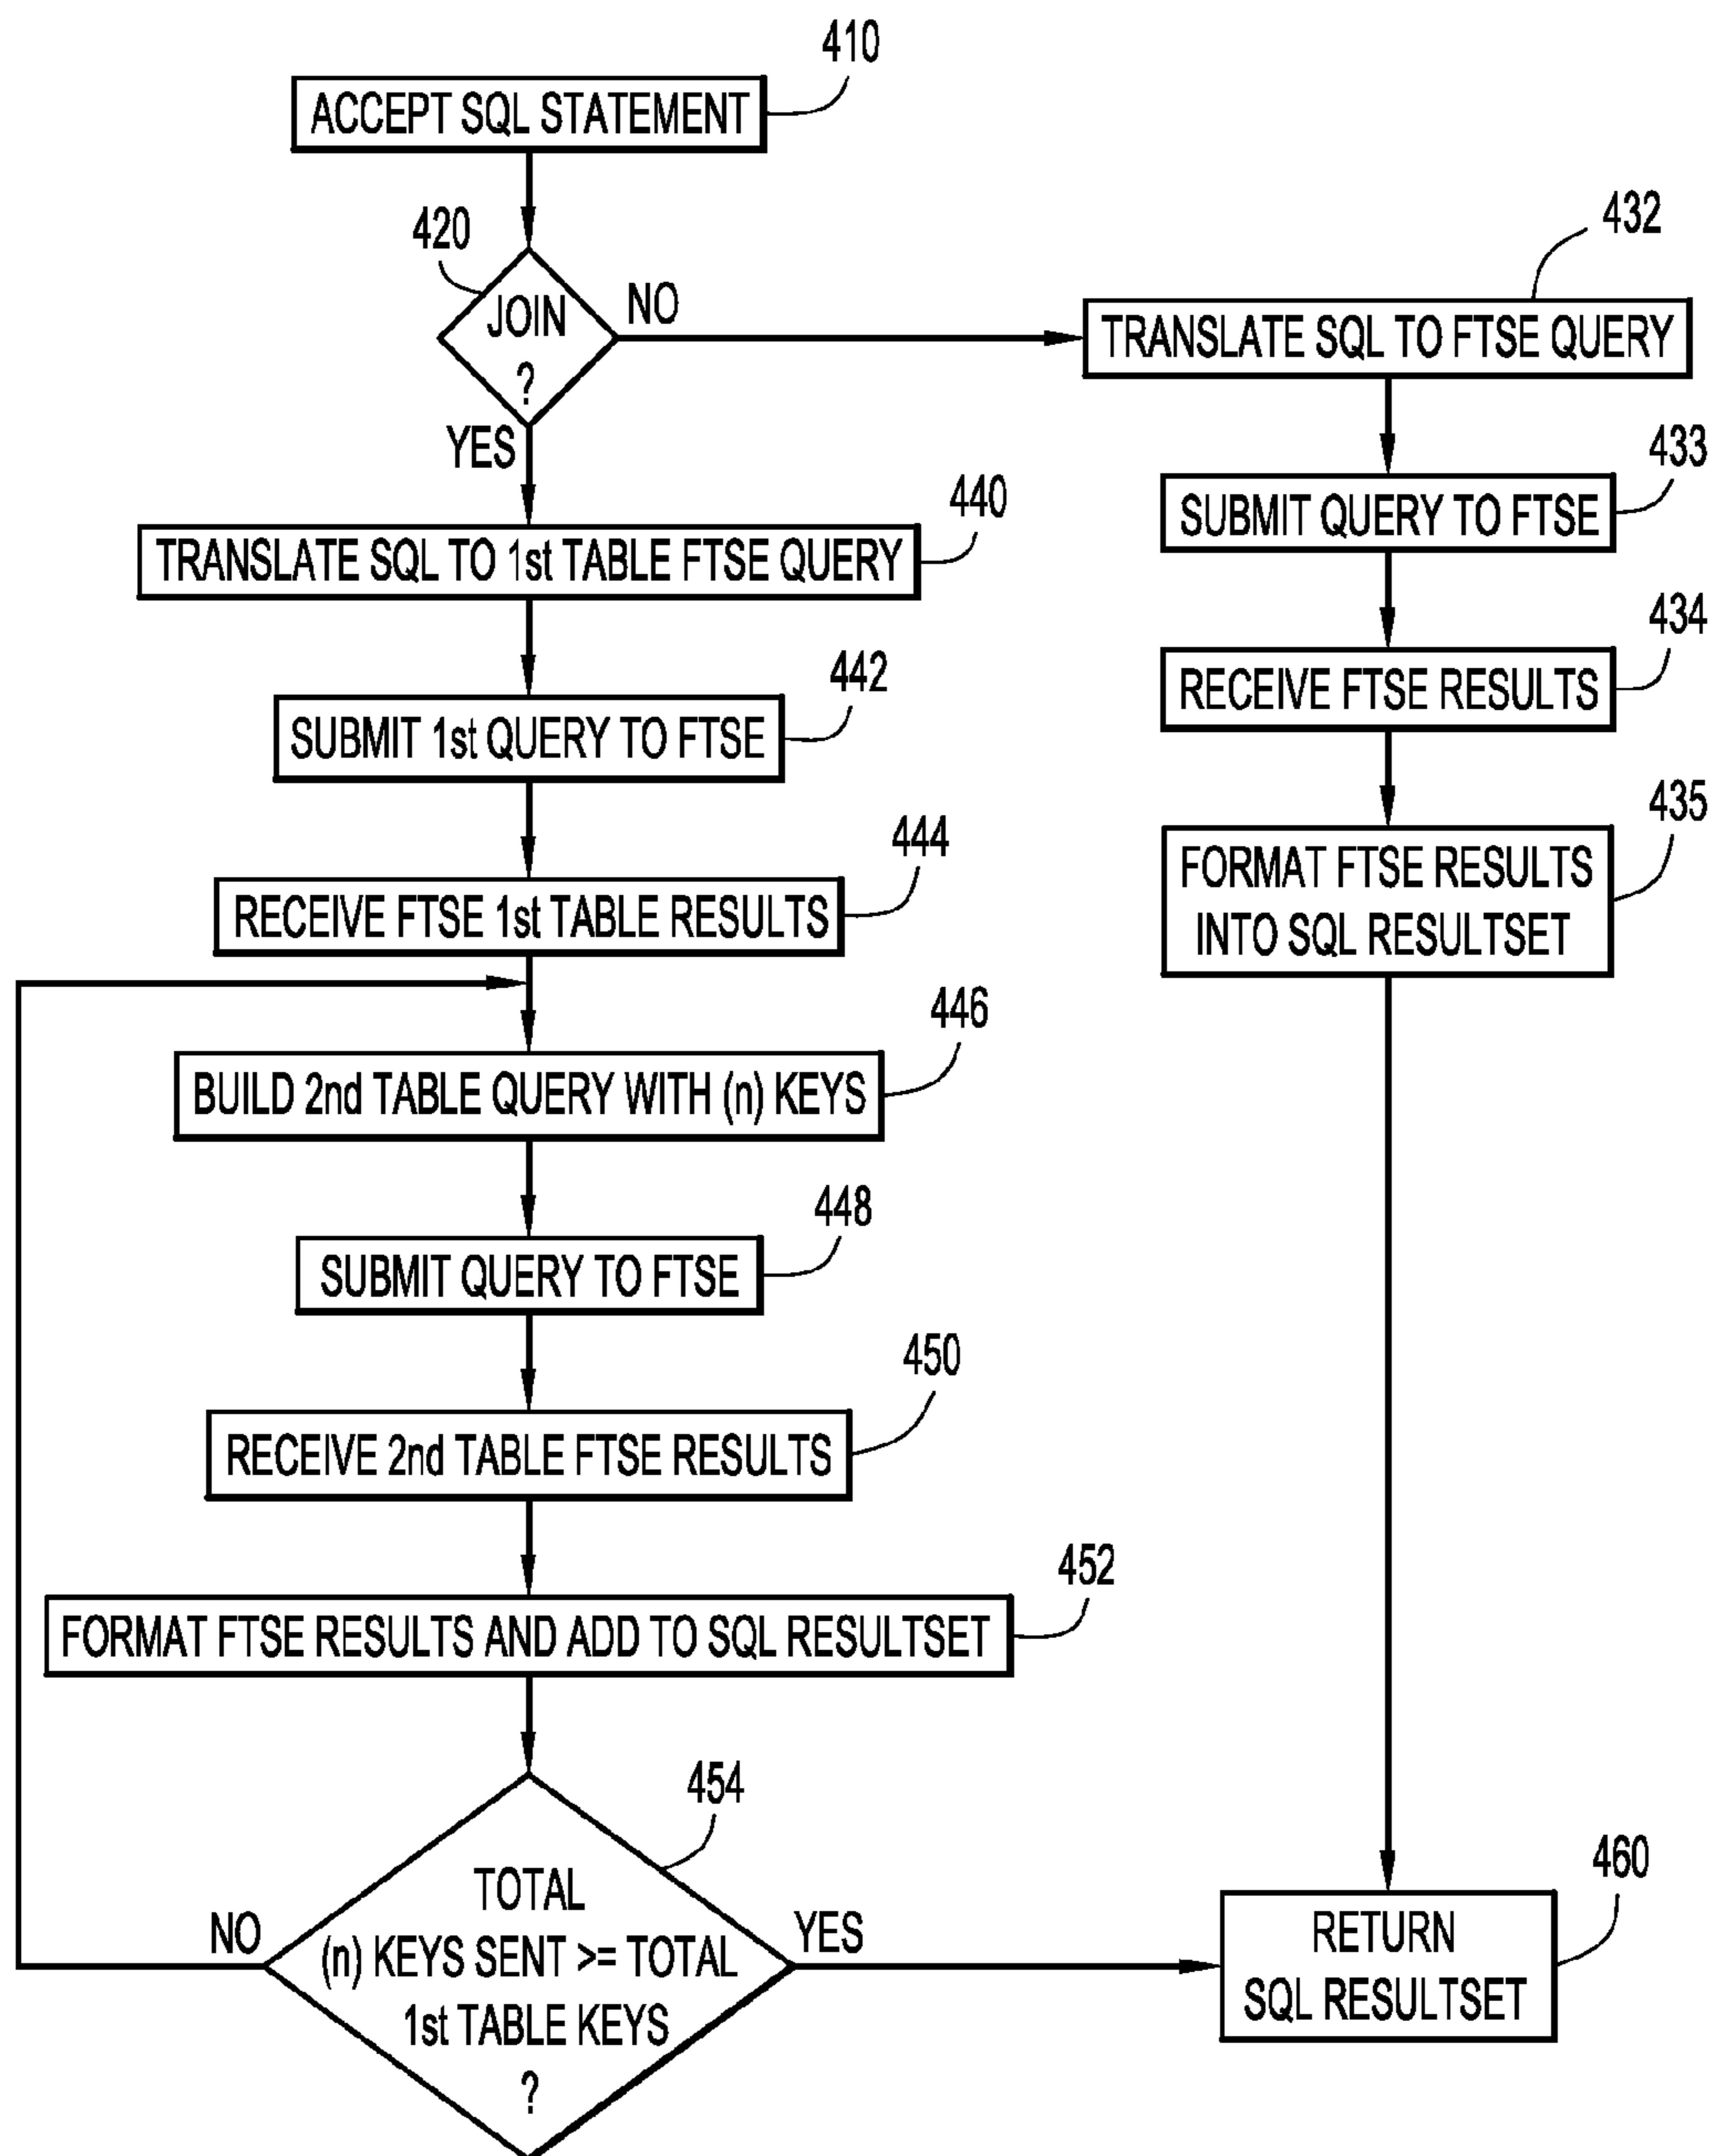 410
ACCEPT SQL STATEMENT
420
JOIN
?
NO
YES
432
TRANSLATE SQL TO FTSE QUERY
433
SUBMIT QUERY TO FTSE
434
RECEIVE FTSE RESULTS
435
FORMAT FTSE RESULTS
INTO SQL RESULTSET
440
TRANSLATE SQL TO 1st TABLE FTSE QUERY
442
SUBMIT 1st QUERY TO FTSE
444
RECEIVE FTSE 1st TABLE RESULTS
446
BUILD 2nd TABLE QUERY WITH (n) KEYS
448
SUBMIT QUERY TO FTSE
450
RECEIVE 2nd TABLE FTSE RESULTS
452
FORMAT FTSE RESULTS AND ADD TO SQL RESULTSET
454
TOTAL
(n) KEYS SENT >= TOTAL
1st TABLE KEYS
?
NO
YES
460
RETURN
SQL RESULTSET